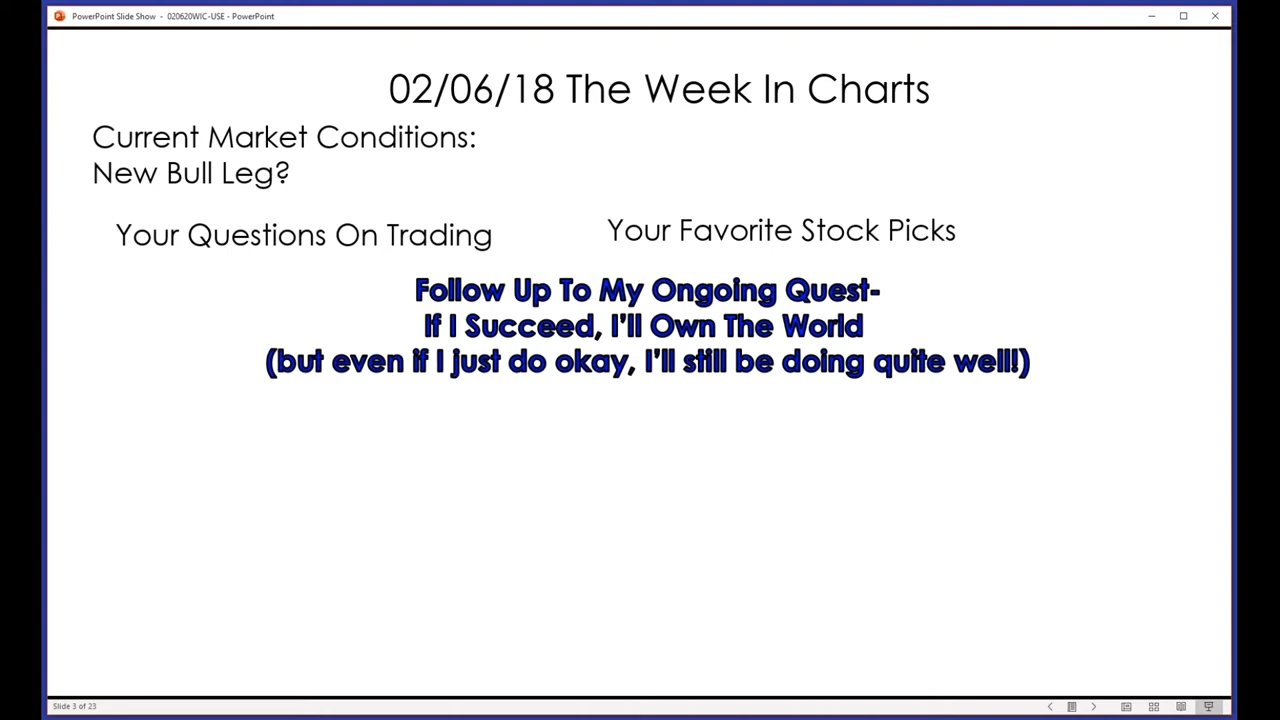 PowerPoint Slide Show - 020620WIC-USE - PowerPoint
02/06/18 The Week In Charts
Current Market Conditions:
New Bull Leg?
Your Questions On Trading
Your Favorite Stock Picks
Follow Up To My Ongoing Quest-
If I Succeed, I'll Own The World
(but even if I just do okay, I'll still be doing quite well!)
Slide 3 of 23